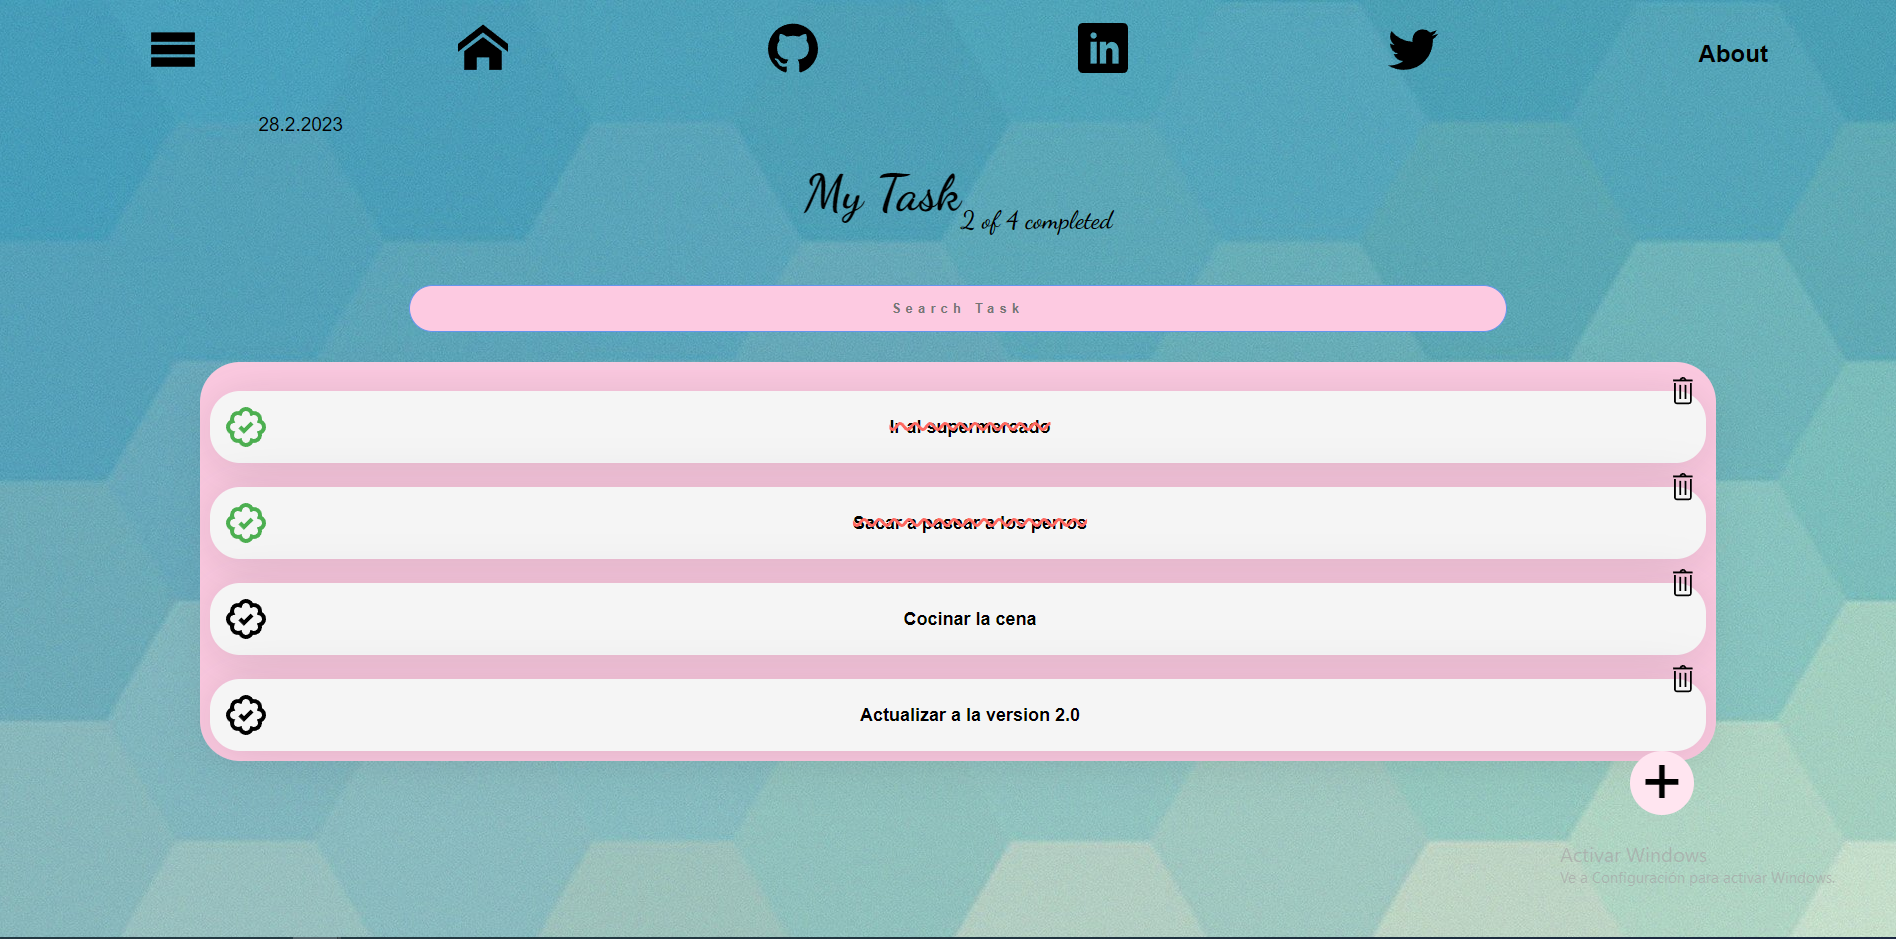 About
28.2.2023
My Task
2 of 4 completed
Search Task
Ir al supermercado
Sacar a pasear a los perros
Cocinar la cena
Actualizar a la version 2.0
Activar Windows
Ve a Configuración para activar Windows.